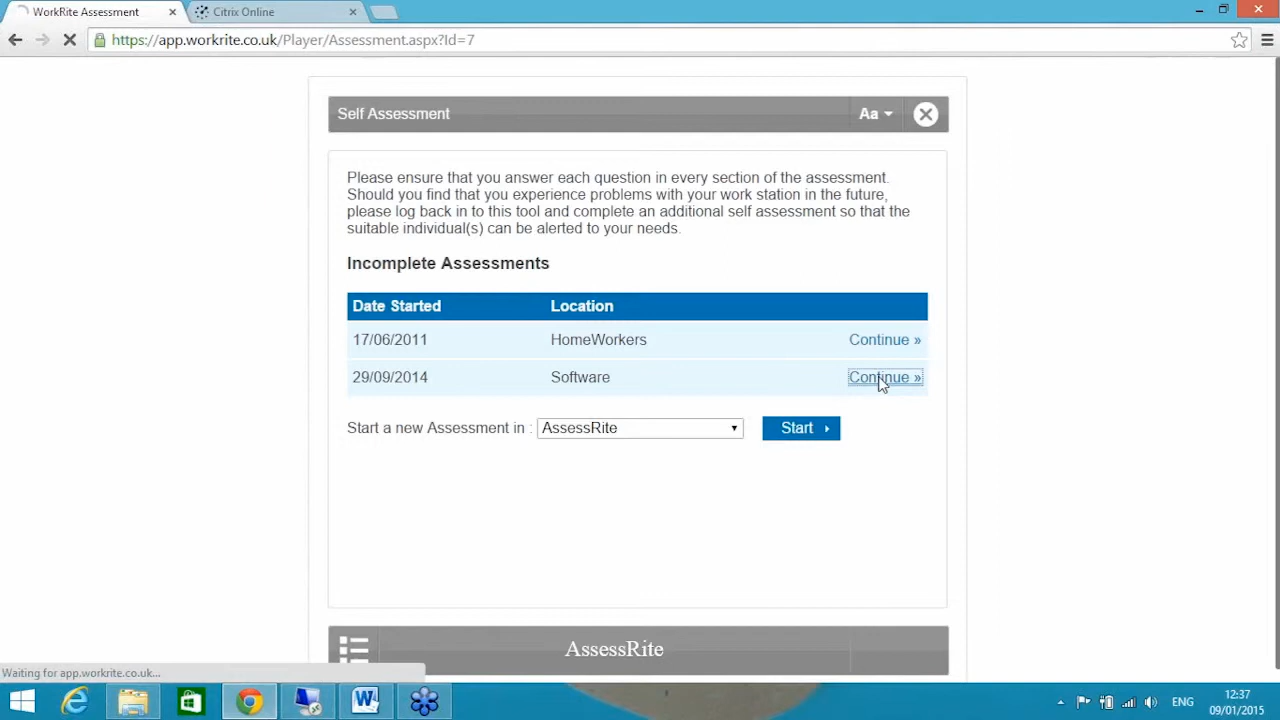 WorkRite Assessment
Citrix Online
https://app.workrite.co.uk/Player/Assessment.aspx?Id=7
Self Assessment
Aa
Please ensure that you answer each question in every section of the assessment.
Should you find that you experience problems with your work station in the future,
please log back in to this tool and complete an additional self assessment so that the
suitable individual(s) can be alerted to your needs.
Incomplete Assessments
Date Started Location
17/06/2011 HomeWorkers Continue »
29/09/2014 Software Continue »
Start a new Assessment in : AssessRite Start
AssessRite
Waiting for app.workrite.co.uk...
ENG
12:37
09/01/2015